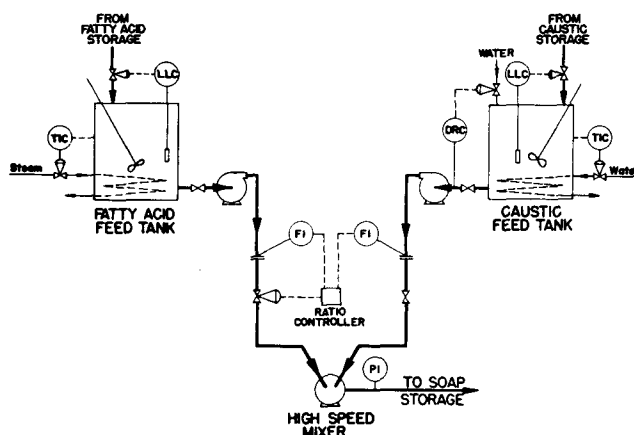 FROM
FATTY ACID
STORAGE
LLC
TIC
Steam
FATTY ACID
FEED TANK
FROM
CAUSTIC
STORAGE
WATER
LLC
DRC
TIC
Water
CAUSTIC
FEED TANK
FI
FI
RATIO
CONTROLLER
PI
TO SOAP
STORAGE
HIGH SPEED
MIXER